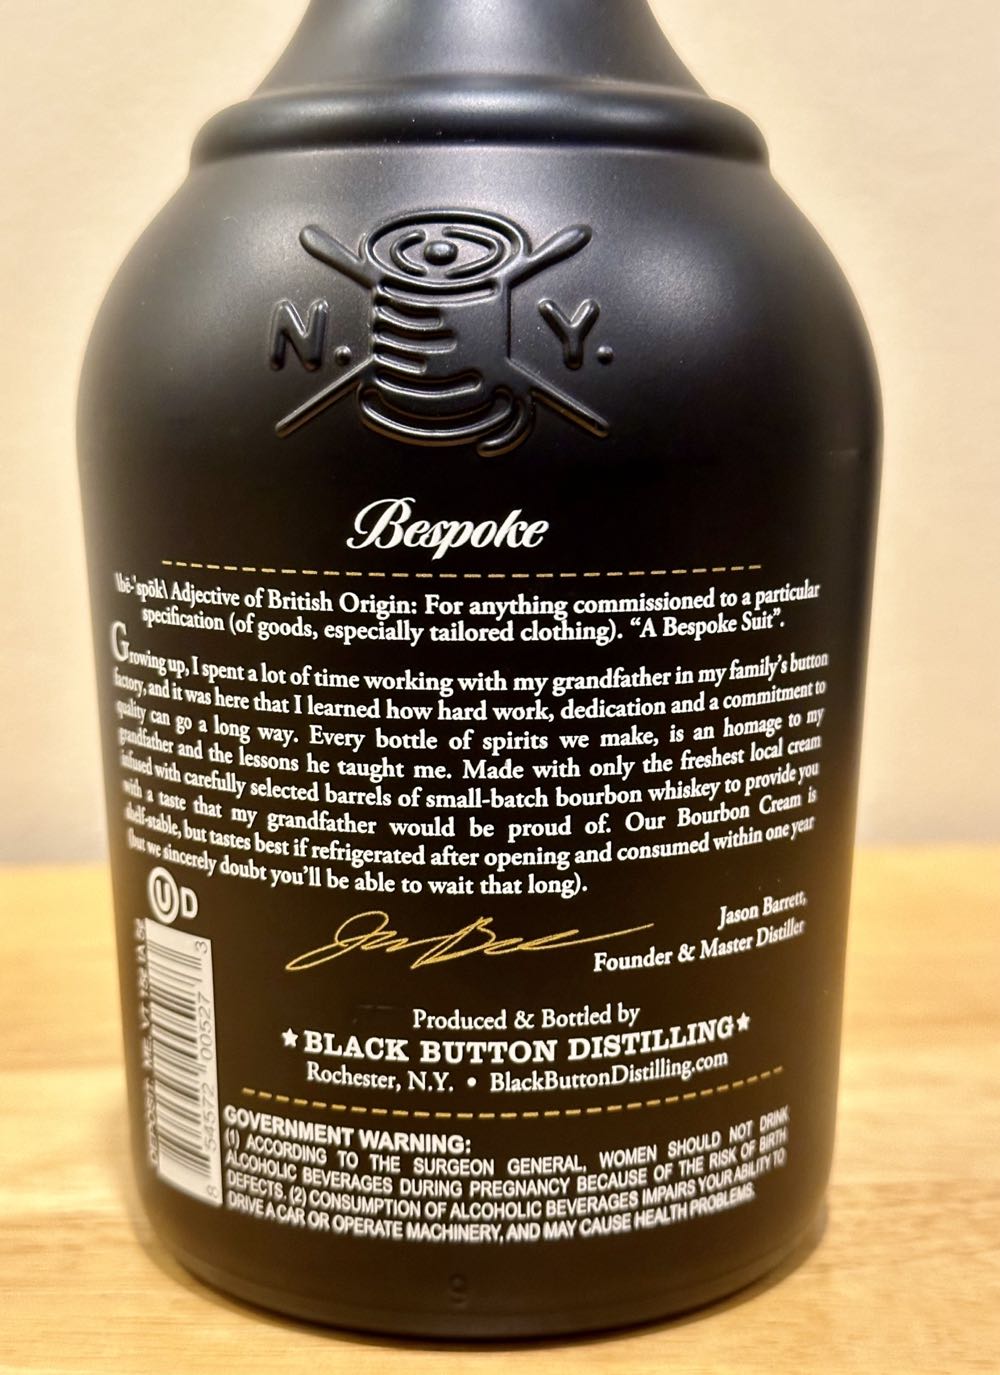 N. Y.
Bespoke
\bē-'spōk\ Adjective of British Origin: For anything commissioned to a particular
specification (of goods, especially tailored clothing). “A Bespoke Suit”.
Growing up, I spent a lot of time working with my grandfather in my family’s button
factory, and it was here that I learned how hard work, dedication and a commitment to
quality can go a long way. Every bottle of spirits we make, is an homage to my
grandfather and the lessons he taught me. Made with only the freshest local cream
infused with carefully selected barrels of small-batch bourbon whiskey to provide you
with a taste that my grandfather would be proud of. Our Bourbon Cream is
shelf-stable, but tastes best if refrigerated after opening and consumed within one year
(but we sincerely doubt you’ll be able to wait that long).
U D
Jason Barrett,
Founder & Master Distiller
Produced & Bottled by
★BLACK BUTTON DISTILLING★
Rochester, N.Y. • BlackButtonDistilling.com
GOVERNMENT WARNING:
(1) ACCORDING TO THE SURGEON GENERAL, WOMEN SHOULD NOT DRINK
ALCOHOLIC BEVERAGES DURING PREGNANCY BECAUSE OF THE RISK OF BIRTH
DEFECTS. (2) CONSUMPTION OF ALCOHOLIC BEVERAGES IMPAIRS YOUR ABILITY TO
DRIVE A CAR OR OPERATE MACHINERY, AND MAY CAUSE HEALTH PROBLEMS.
8 54572 00527 3
9